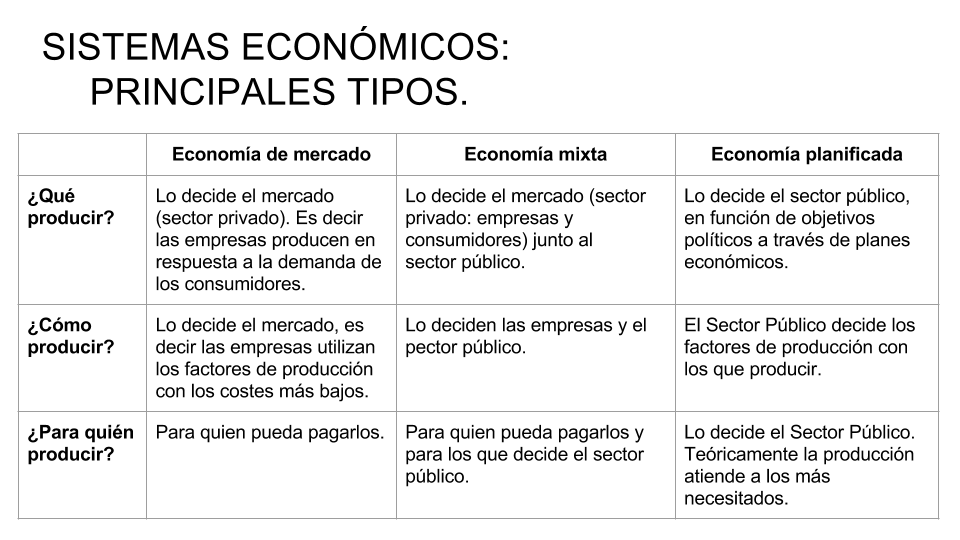 SISTEMAS ECONÓMICOS:
PRINCIPALES TIPOS.
Economía de mercado
Economía mixta
Economía planificada
¿Qué
producir?
Lo decide el mercado
(sector privado). Es decir
las empresas producen en
respuesta a la demanda de
los consumidores.
Lo decide el mercado (sector
privado: empresas y
consumidores) junto al
sector público.
Lo decide el sector público,
en función de objetivos
políticos a través de planes
económicos.
¿Cómo
producir?
Lo decide el mercado, es
decir las empresas utilizan
los factores de producción
con los costes más bajos.
Lo deciden las empresas y el
pector público.
El Sector Público decide los
factores de producción con
los que producir.
¿Para quién
producir?
Para quien pueda pagarlos.
Para quien pueda pagarlos y
para los que decide el sector
público.
Lo decide el Sector Público.
Teóricamente la producción
atiende a los más
necesitados.